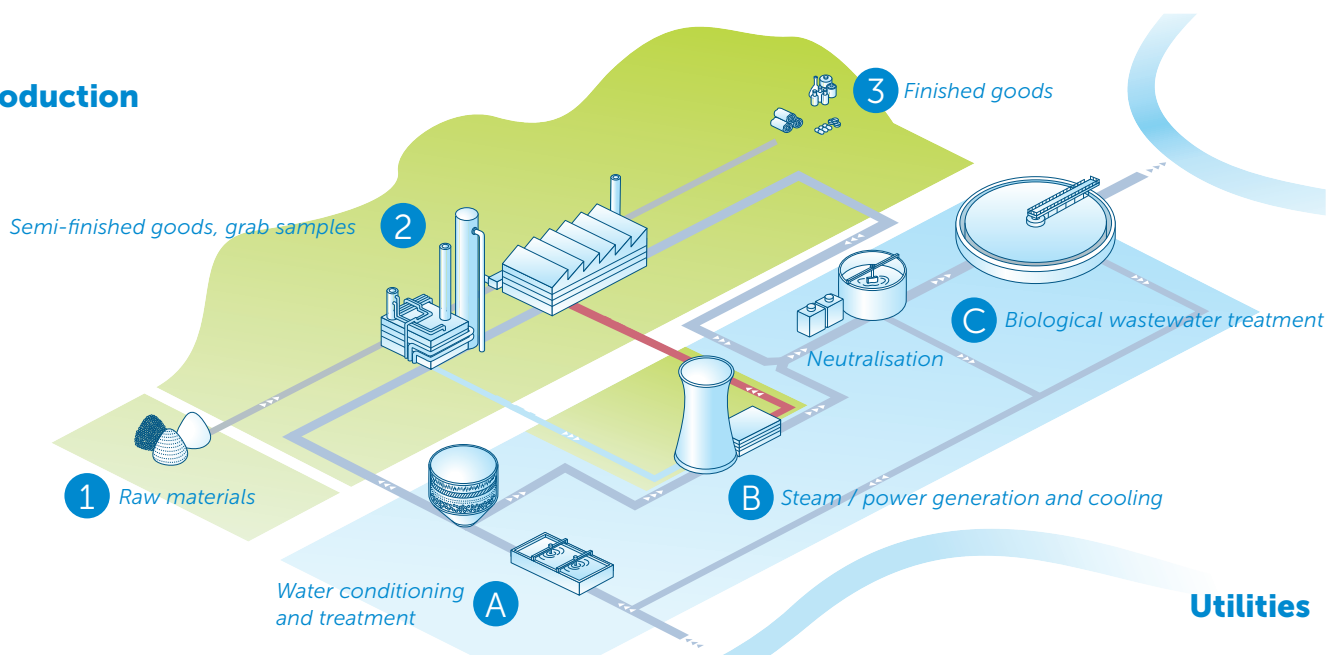 oduction
3 Finished goods
Semi-finished goods, grab samples 2
C Biological wastewater treatment
Neutralisation
1 Raw materials
B Steam / power generation and cooling
Water conditioning
and treatment A
Utilities